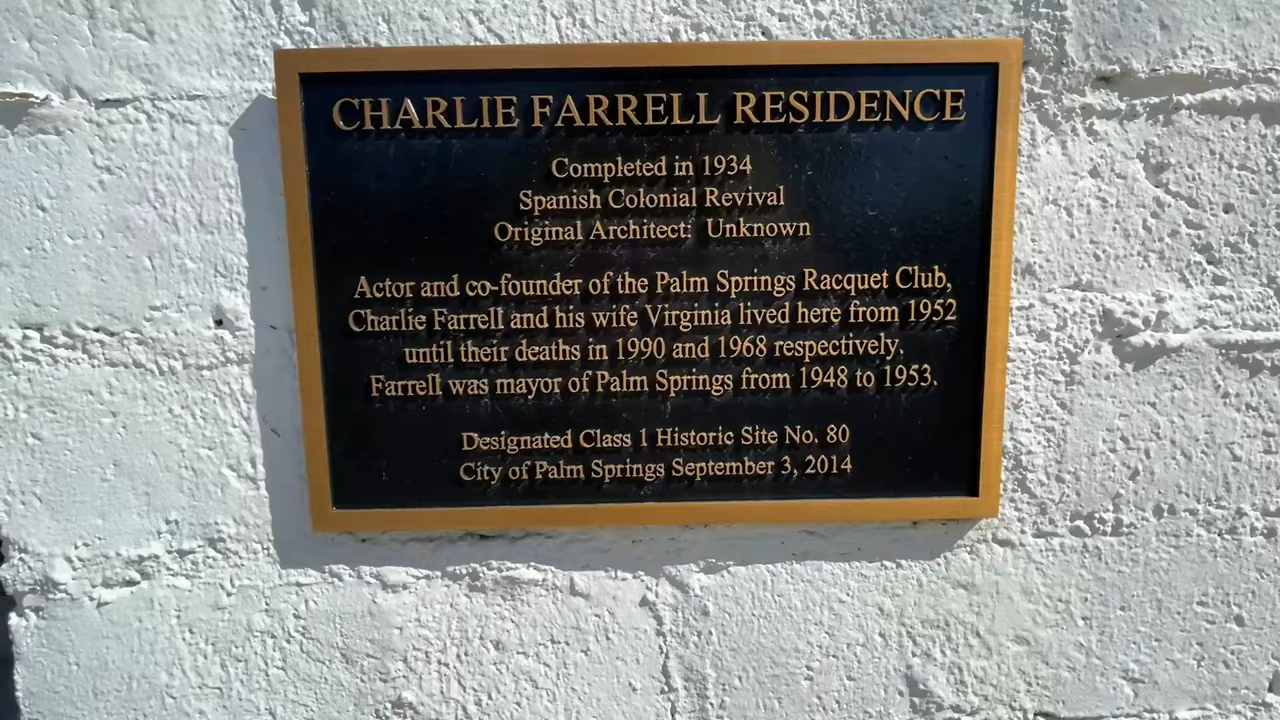 CHARLIE FARRELL RESIDENCE
Completed in 1934
Spanish Colonial Revival
Original Architect: Unknown
Actor and co-founder of the Palm Springs Racquet Club,
Charlie Farrell and his wife Virginia lived here from 1952
until their deaths in 1990 and 1968 respectively.
Farrell was mayor of Palm Springs from 1948 to 1953.
Designated Class 1 Historic Site No. 80
City of Palm Springs September 3, 2014